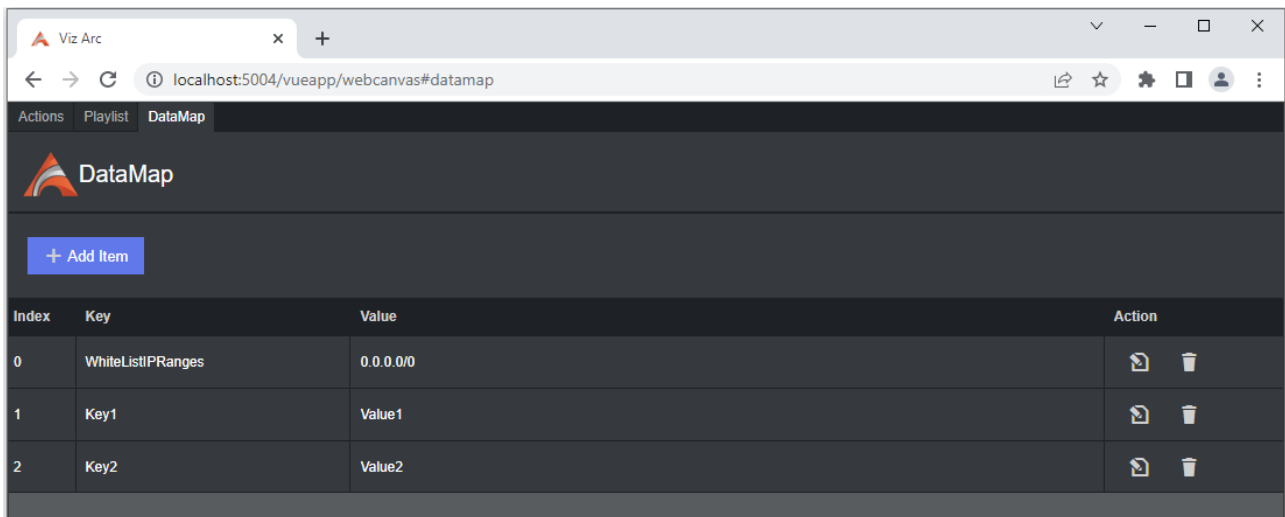 Viz Arc
localhost:5004/vueapp/webcanvas#datamap
Actions Playlist DataMap
DataMap
+ Add Item
Index Key Value Action
0 WhiteListIPRanges 0.0.0.0/0
1 Key1 Value1
2 Key2 Value2